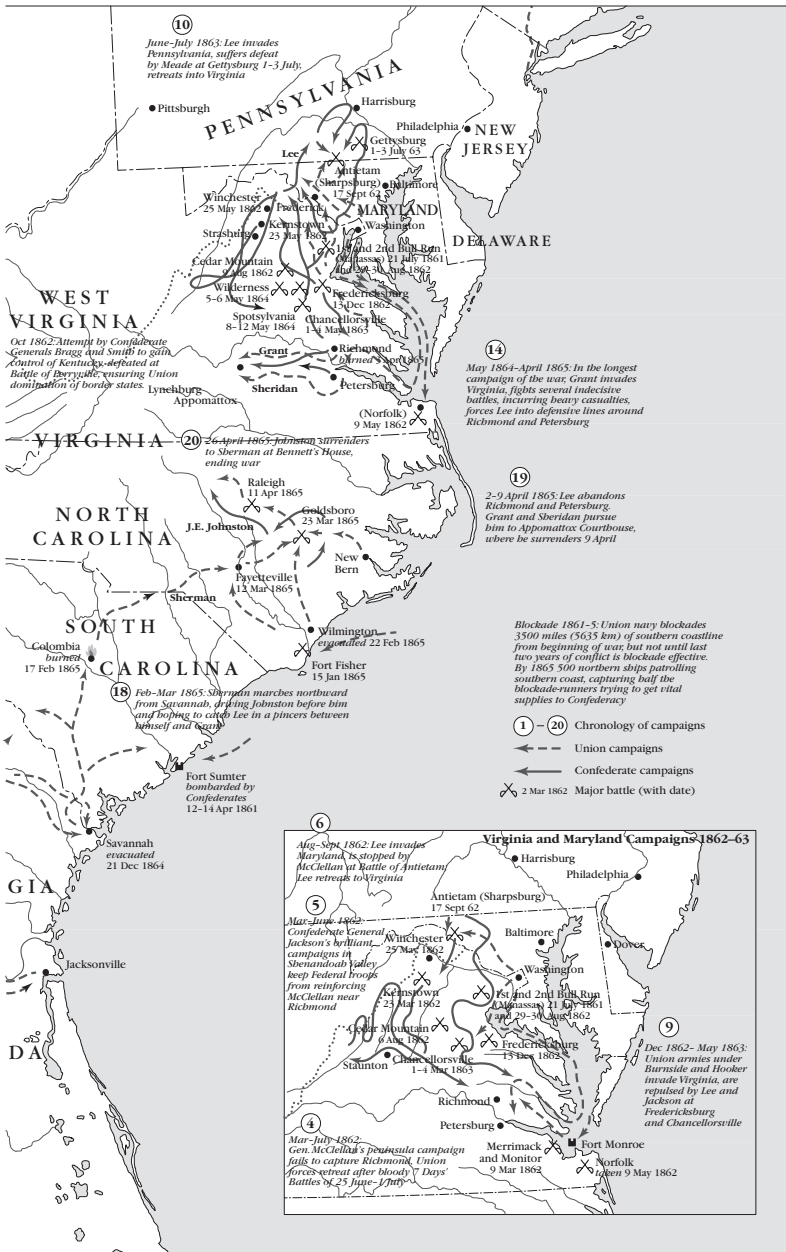 10
June–July 1863: Lee invades
Pennsylvania, suffers defeat
by Meade at Gettysburg 1–3 July,
retreats into Virginia
PENNSYLVANIA
Pittsburgh
Harrisburg
Philadelphia
NEW
JERSEY
Gettysburg
1–3 July 63
Lee
Antietam
(Sharpsburg)
17 Sept 62
Baltimore
Winchester
25 May 1862
Frederick
MARYLAND
Kernstown
23 May 1862
Strasburg
Washington
DELAWARE
1st and 2nd Bull Run
(Manassas) 21 July 1861
and 29–30 Aug 1862
Cedar Mountain
9 Aug 1862
Wilderness
5–6 May 1864
Fredericksburg
13 Dec 1862
Spotsylvania
8–12 May 1864
Chancellorsville
1–4 May 1863
WEST
VIRGINIA
Oct 1862: Attempt by Confederate
Generals Bragg and Smith to gain
control of Kentucky, defeated at
Battle of Perryville, ensuring Union
domination of border states.
Grant
Richmond
burned 3 Apr 1865
Sheridan
Petersburg
Lynchburg
Appomattox
14
May 1864–April 1865: In the longest
campaign of the war, Grant invades
Virginia, fights several indecisive
battles, incurring heavy casualties,
forces Lee into defensive lines around
Richmond and Petersburg
(Norfolk)
9 May 1862
VIRGINIA
20
26 April 1865: Johnston surrenders
to Sherman at Bennett's House,
ending war
19
2–9 April 1865: Lee abandons
Richmond and Petersburg.
Grant and Sheridan pursue
him to Appomattox Courthouse,
where he surrenders 9 April
Raleigh
11 Apr 1865
NORTH
CAROLINA
J.E. Johnston
Goldsboro
23 Mar 1865
New
Bern
Fayetteville
12 Mar 1865
Sherman
SOUTH
CAROLINA
Colombia
burned
17 Feb 1865
Wilmington
evacuated 22 Feb 1865
Fort Fisher
15 Jan 1865
18
Feb–Mar 1865: Sherman marches northward
from Savannah, driving Johnston before him
and hoping to catch Lee in a pincers between
himself and Grant
Blockade 1861–5: Union navy blockades
3500 miles (5635 km) of southern coastline
from beginning of war, but not until last
two years of conflict is blockade effective.
By 1865 500 northern ships patrolling
southern coast, capturing half the
blockade-runners trying to get vital
supplies to Confederacy
1 – 20 Chronology of campaigns
Union campaigns
Confederate campaigns
2 Mar 1862 Major battle (with date)
Fort Sumter
bombarded by
Confederates
12–14 Apr 1861
Savannah
evacuated
21 Dec 1864
GIA
Jacksonville
DA
Virginia and Maryland Campaigns 1862–63
6
Aug–Sept 1862: Lee invades
Maryland, is stopped by
McClellan at Battle of Antietam;
Lee retreats to Virginia
Harrisburg
Philadelphia
Antietam (Sharpsburg)
17 Sept 62
5
Mar–June 1862:
Confederate General
Jackson's brilliant
campaigns in
Shenandoah Valley
keep Federal troops
from reinforcing
McClellan near
Richmond
Winchester
25 May 1862
Baltimore
Dover
Washington
Kernstown
23 Mar 1862
1st and 2nd Bull Run
(Manassas) 21 July 1861
and 29–30 Aug 1862
Cedar Mountain
6 Aug 1862
Fredericksburg
13 Dec 1862
Staunton
Chancellorsville
1–4 Mar 1863
9
Dec 1862– May 1863:
Union armies under
Burnside and Hooker
invade Virginia, are
repulsed by Lee and
Jackson at
Fredericksburg
and Chancellorsville
Richmond
Petersburg
4
Mar–July 1862:
Gen. McClellan's peninsula campaign
fails to capture Richmond, Union
forces retreat after bloody 7 Days'
Battles of 25 June–1 July
Merrimack
and Monitor
9 Mar 1862
Fort Monroe
Norfolk
taken 9 May 1862